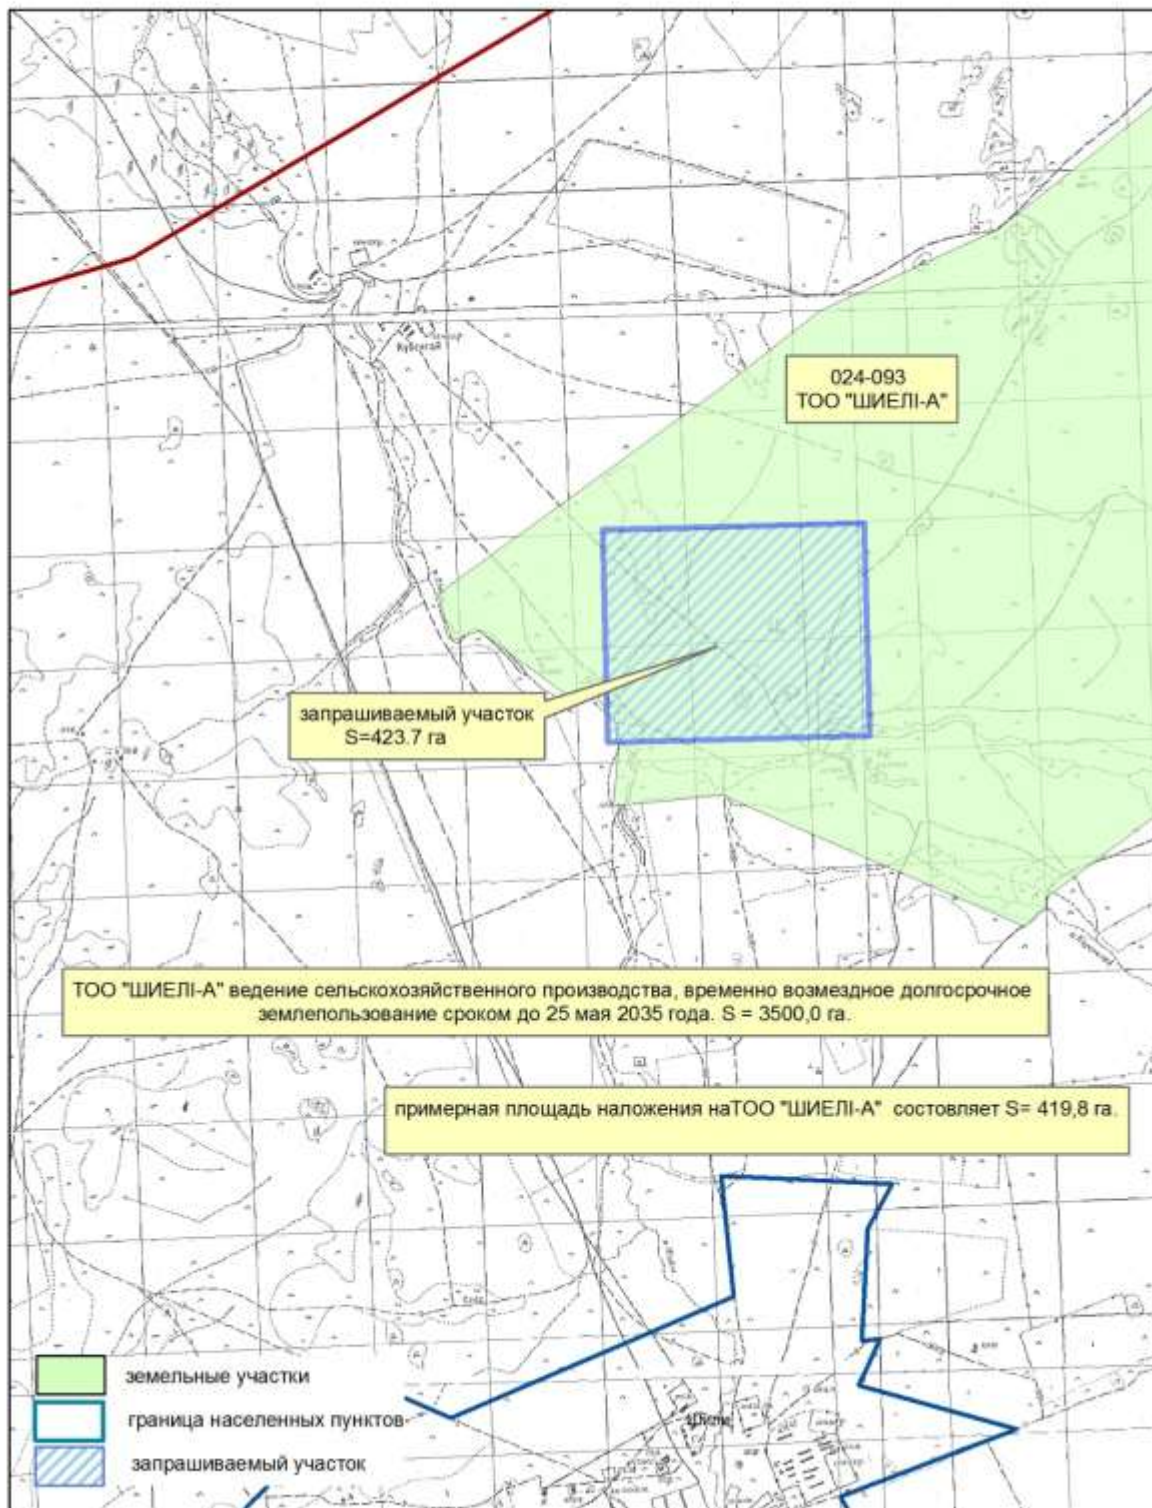 Кубсугай
024-093
ТОО "ШИЕЛІ-А"
запрашиваемый участок
S=423.7 га
ТОО "ШИЕЛІ-А" ведение сельскохозяйственного производства, временно возмездное долгосрочное
землепользование сроком до 25 мая 2035 года. S = 3500,0 га.
примерная площадь наложения наТОО "ШИЕЛІ-А" состовляет S= 419,8 га.
земельные участки
граница населенных пунктов
запрашиваемый участок